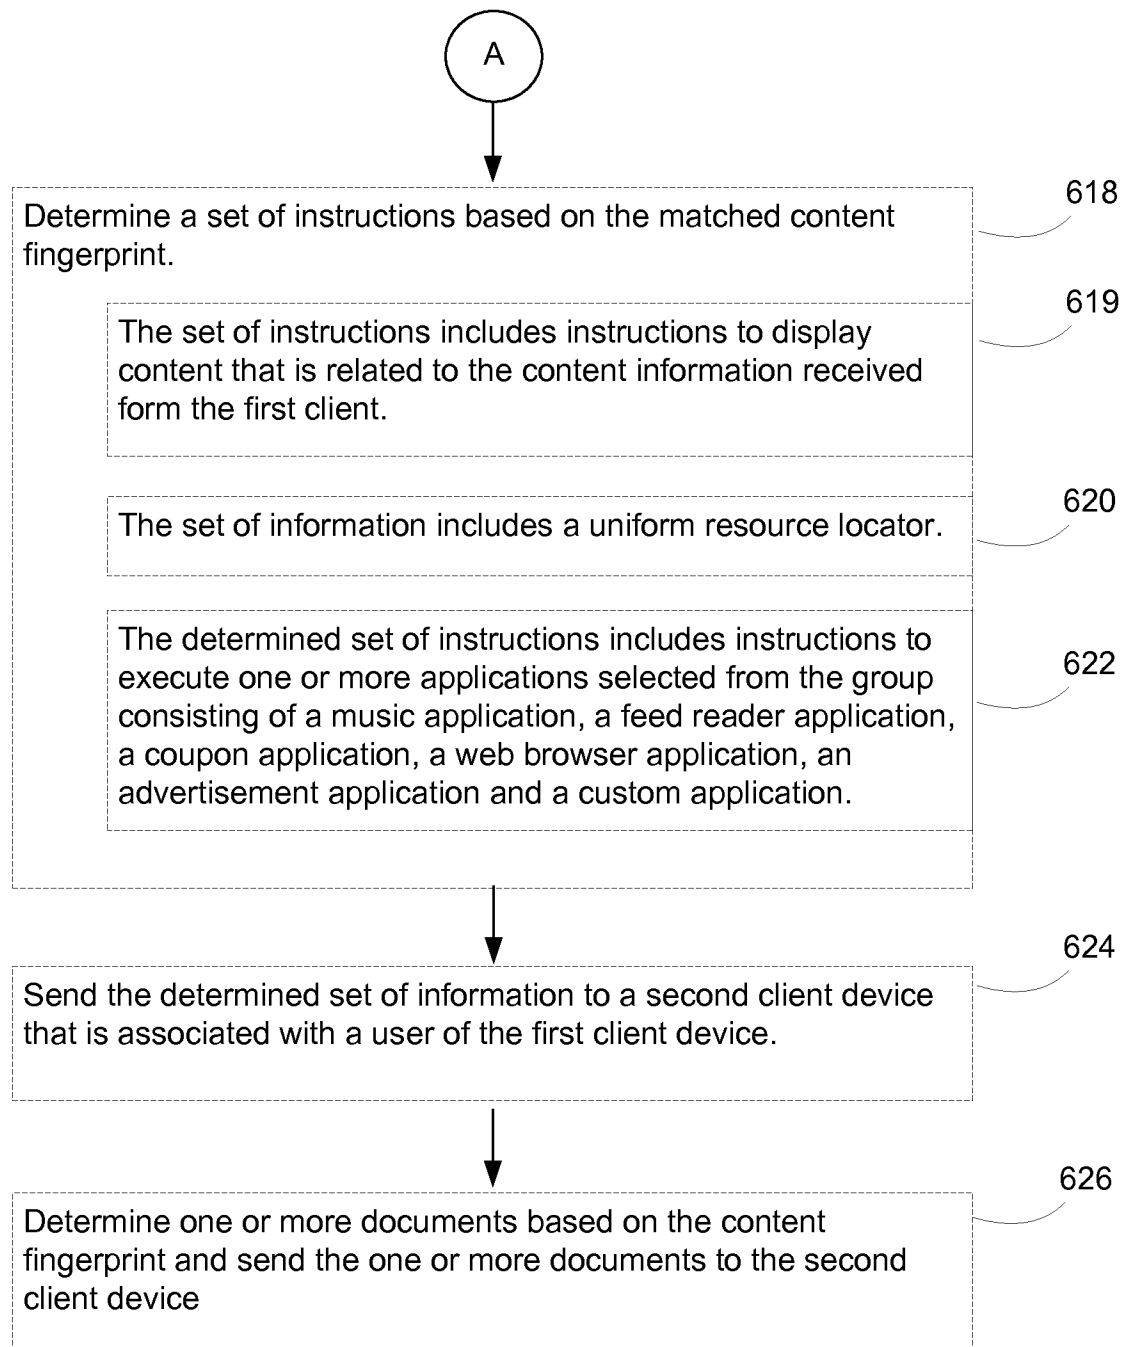 A
618
Determine a set of instructions based on the matched content
fingerprint.
619
The set of instructions includes instructions to display
content that is related to the content information received
form the first client.
620
The set of information includes a uniform resource locator.
The determined set of instructions includes instructions to
622
execute one or more applications selected from the group
consisting of a music application, a feed reader application,
a coupon application, a web browser application, an
advertisement application and a custom application.
624
Send the determined set of information to a second client device
that is associated with a user of the first client device.
626
Determine one or more documents based on the content
fingerprint and send the one or more documents to the second
client device